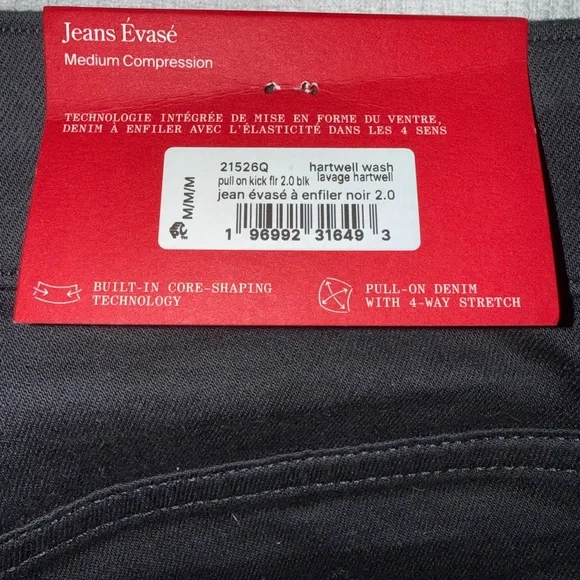 Jeans Évasé
Medium Compression
TECHNOLOGIE INTÉGRÉE DE MISE EN FORME DU VENTRE,
DENIM À ENFILER AVEC L'ÉLASTICITÉ DANS LES 4 SENS
M/M/M
21526Q hartwell wash
pull on kick flr 2.0 blk lavage hartwell
jean évasé à enfiler noir 2.0
1 96992 31649 3
BUILT-IN CORE-SHAPING
TECHNOLOGY
PULL-ON DENIM
WITH 4-WAY STRETCH